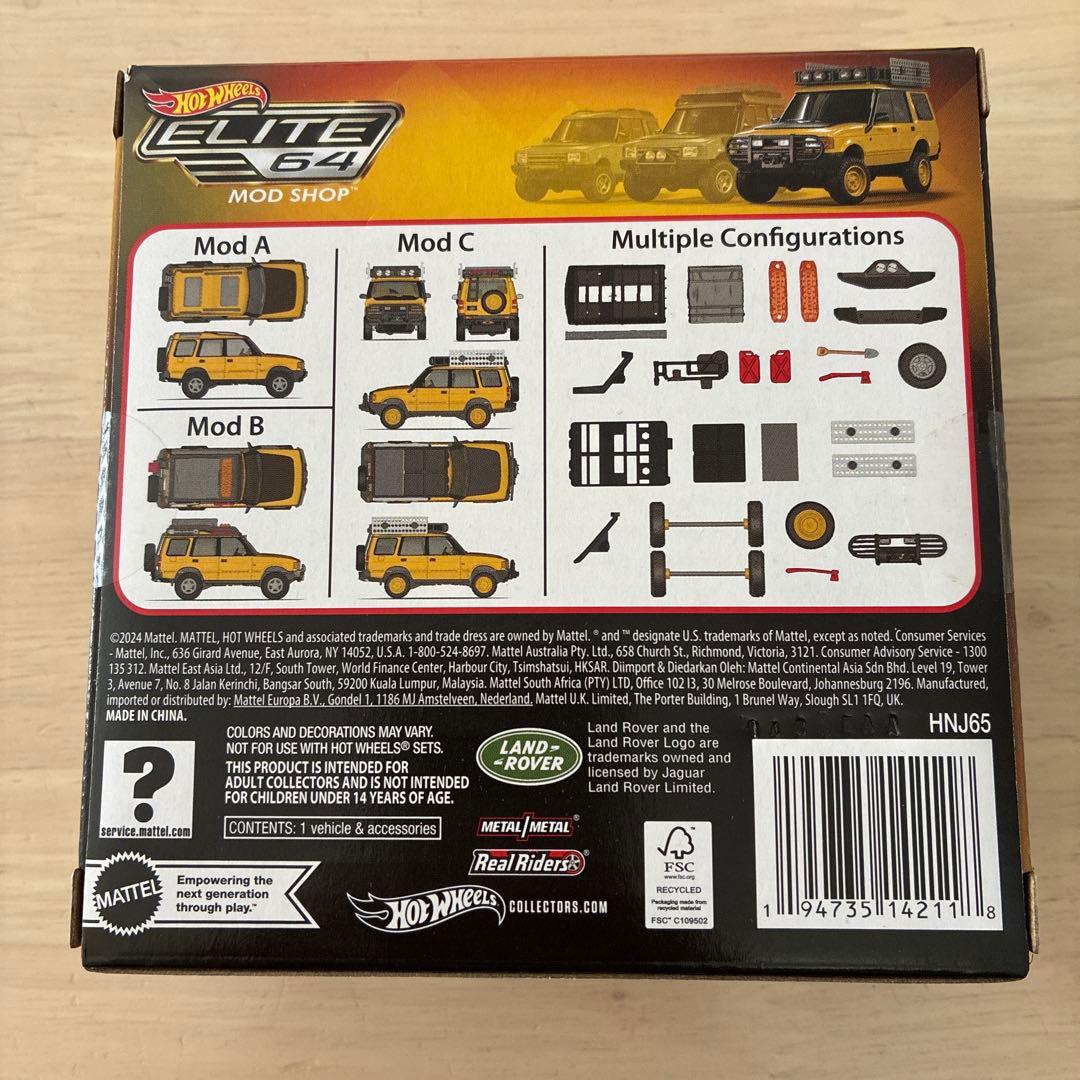 HOT WHEELS
ELITE
64
MOD SHOP™
Mod A
Mod C
Multiple Configurations
Mod B
©2024 Mattel. MATTEL, HOT WHEELS and associated trademarks and trade dress are owned by Mattel. ® and ™ designate U.S. trademarks of Mattel, except as noted. Consumer Services
- Mattel, Inc., 636 Girard Avenue, East Aurora, NY 14052, U.S.A. 1-800-524-8697. Mattel Australia Pty. Ltd., 658 Church St., Richmond, Victoria, 3121. Consumer Advisory Service - 1300
135 312. Mattel East Asia Ltd., 12/F, South Tower, World Finance Center, Harbour City, Tsimshatsui, HKSAR. Diimport & Diedarkan Oleh: Mattel Continental Asia Sdn Bhd. Level 19, Tower
3, Avenue 7, No. 8 Jalan Kerinchi, Bangsar South, 59200 Kuala Lumpur, Malaysia. Mattel South Africa (PTY) LTD, Office 102 I3, 30 Melrose Boulevard, Johannesburg 2196. Manufactured,
imported or distributed by: Mattel Europa B.V., Gondel 1, 1186 MJ Amstelveen, Nederland. Mattel U.K. Limited, The Porter Building, 1 Brunel Way, Slough SL1 1FQ, UK.
MADE IN CHINA.
HNJ65
?
service.mattel.com
COLORS AND DECORATIONS MAY VARY.
NOT FOR USE WITH HOT WHEELS® SETS.
THIS PRODUCT IS INTENDED FOR
ADULT COLLECTORS AND IS NOT INTENDED
FOR CHILDREN UNDER 14 YEARS OF AGE.
CONTENTS: 1 vehicle & accessories
LAND-
-ROVER
Land Rover and the
Land Rover Logo are
trademarks owned and
licensed by Jaguar
Land Rover Limited.
METAL/METAL®
Real Riders®
MATTEL
Empowering the
next generation
through play.™
HOT WHEELS COLLECTORS.COM
FSC
www.fsc.org
RECYCLED
Packaging made from
recycled material
FSC™ C109502
1 94735 14211 8